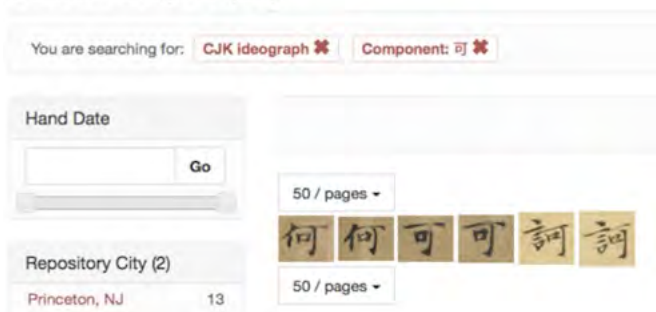 You are searching for: CJK ideograph ✖ Component: 可 ✖
Hand Date
Go
50 / pages
何 何 可 可 訶 訶
Repository City (2)
50 / pages
Princeton, NJ 13